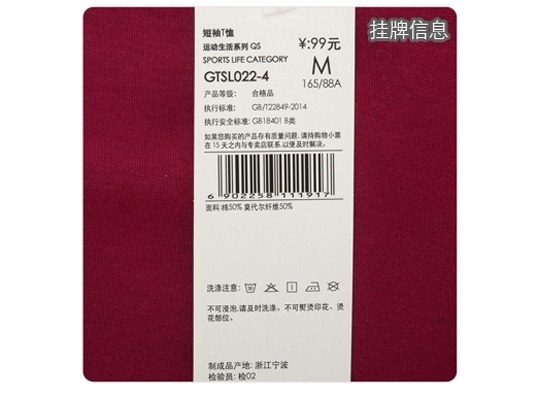 挂牌信息
短袖T恤
运动生活系列 QS
¥:99元
SPORTS LIFE CATEGORY
M
GTSL022-4
165/88A
产品等级: 合格品
执行标准: GB/T22849-2014
执行安全标准: GB18401 B类
如果您购买的产品存有质量问题, 请持购物小票
在 15 天之内与专卖店联系,以便及时解决。
6 902258 111917
面料:棉50% 莫代尔纤维50%
洗涤注意:
不可浸泡,请及时洗涤。不可熨烫印花、烫
花部位。
制成品产地: 浙江宁波
检验员: 检02